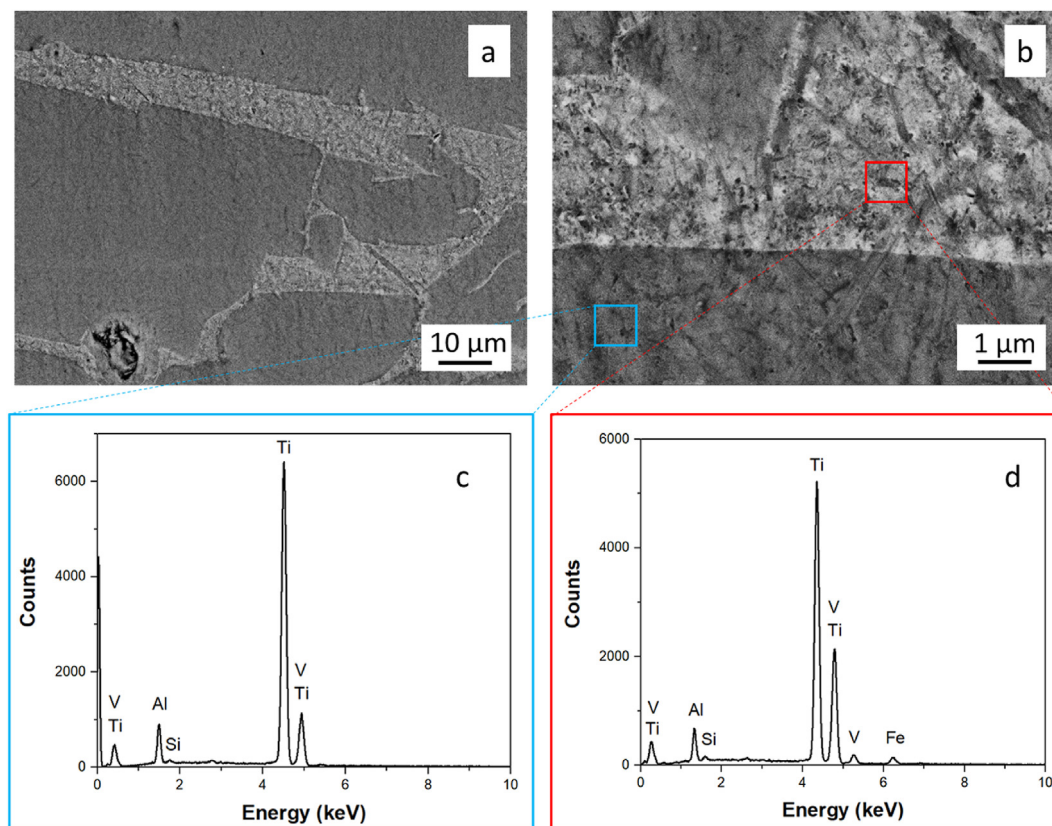 a
10 µm
b
1 µm
c
Counts
6000
4000
2000
0
Ti
V
Ti
Al
Si
V
Ti
0
2
4
6
8
10
Energy (keV)
d
Counts
6000
4000
2000
0
Ti
V
Ti
Al
Si
V
Ti
V
Fe
0
2
4
6
8
10
Energy (keV)